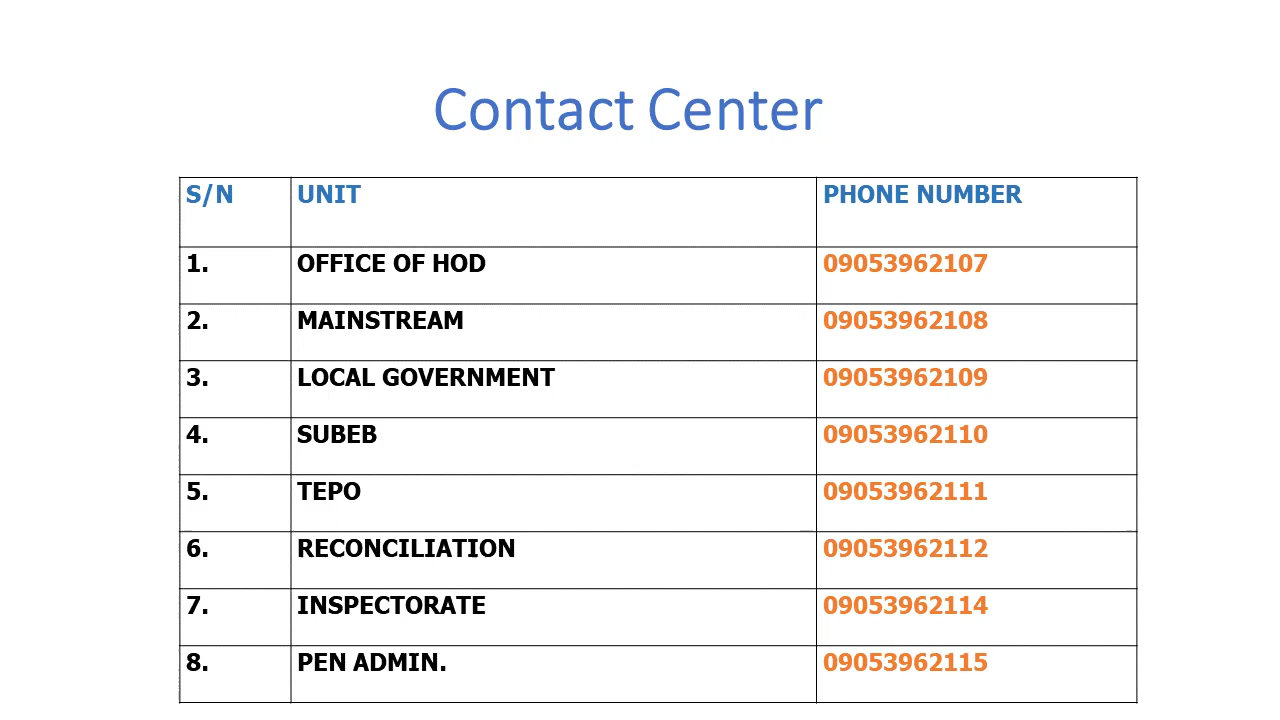 Contact Center
S/N UNIT PHONE NUMBER
1. OFFICE OF HOD 09053962107
2. MAINSTREAM 09053962108
3. LOCAL GOVERNMENT 09053962109
4. SUBEB 09053962110
5. TEPO 09053962111
6. RECONCILIATION 09053962112
7. INSPECTORATE 09053962114
8. PEN ADMIN. 09053962115